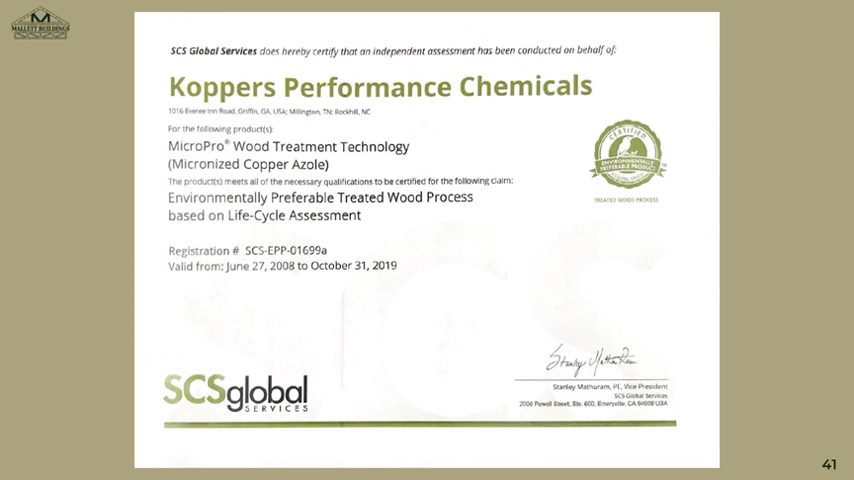 MALLETT BUILDINGS
SCS Global Services does hereby certify that an independent assessment has been conducted on behalf of:
Koppers Performance Chemicals
1016 Everee Inn Road, Griffin, GA, USA; Millington, TN; Rockhill, NC
For the following product(s):
MicroPro® Wood Treatment Technology
(Micronized Copper Azole)
The product(s) meets all of the necessary qualifications to be certified for the following claim:
Environmentally Preferable Treated Wood Process
based on Life-Cycle Assessment
CERTIFIED
ENVIRONMENTALLY
PREFERABLE PRODUCT
TREATED WOOD PROCESS
Registration # SCS-EPP-01699a
Valid from: June 27, 2008 to October 31, 2019
SCS
SCSglobal
SERVICES
Stanley Mathuram, PE, Vice President
SCS Global Services
2000 Powell Street, Ste. 600, Emeryville, CA 94608 USA
41